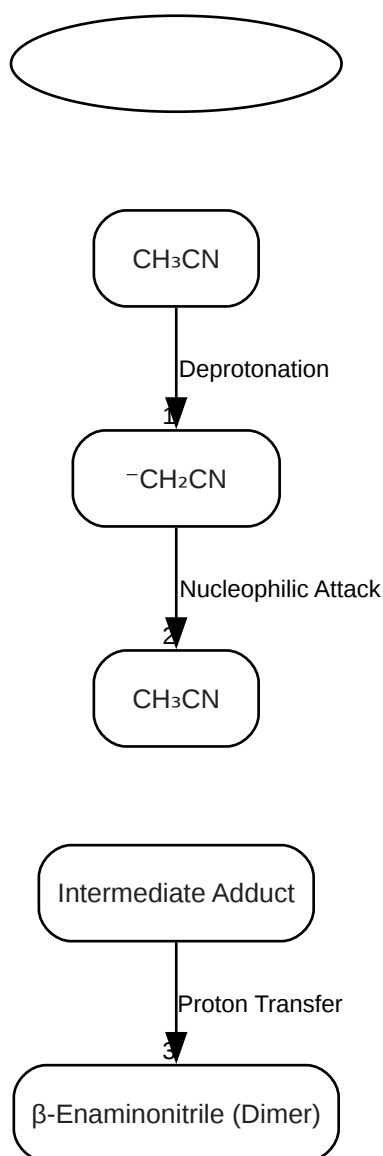 CH₃CN
Deprotonation
1
⁻CH₂CN
Nucleophilic Attack
2
CH₃CN
Intermediate Adduct
Proton Transfer
3
β-Enaminonitrile (Dimer)